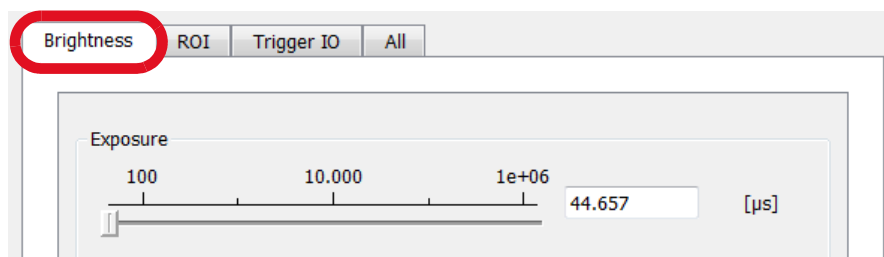 Brightness ROI Trigger IO All
Exposure
100 10.000 1e+06
44.657 [µs]